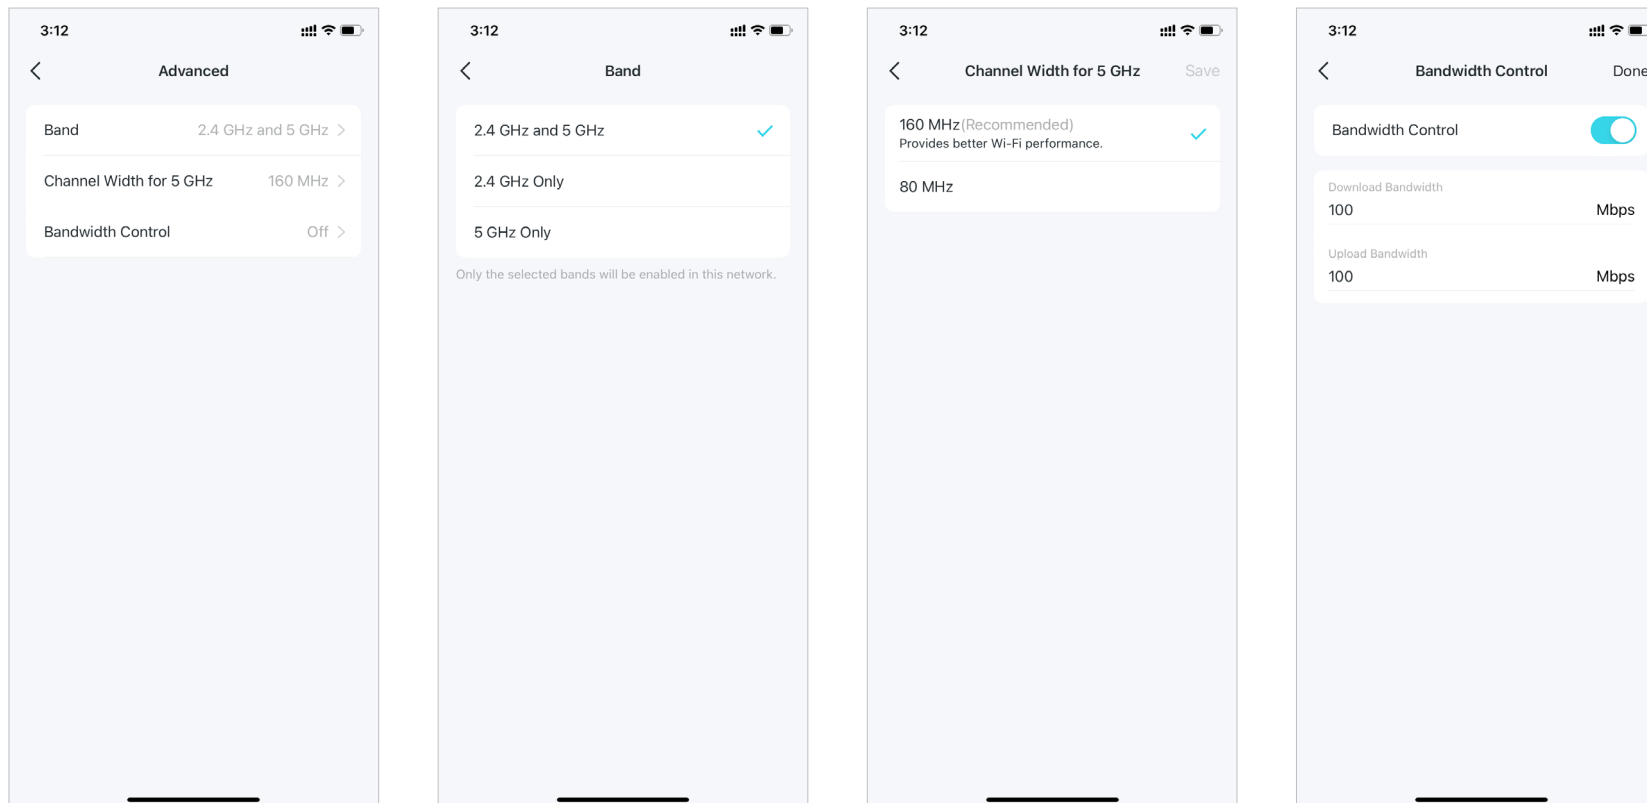 3:12
Advanced
Band 2.4 GHz and 5 GHz
Channel Width for 5 GHz 160 MHz
Bandwidth Control Off
3:12
Band
2.4 GHz and 5 GHz
2.4 GHz Only
5 GHz Only
Only the selected bands will be enabled in this network.
3:12
Channel Width for 5 GHz Save
160 MHz(Recommended)
Provides better Wi-Fi performance.
80 MHz
3:12
Bandwidth Control Done
Bandwidth Control
Download Bandwidth
100 Mbps
Upload Bandwidth
100 Mbps